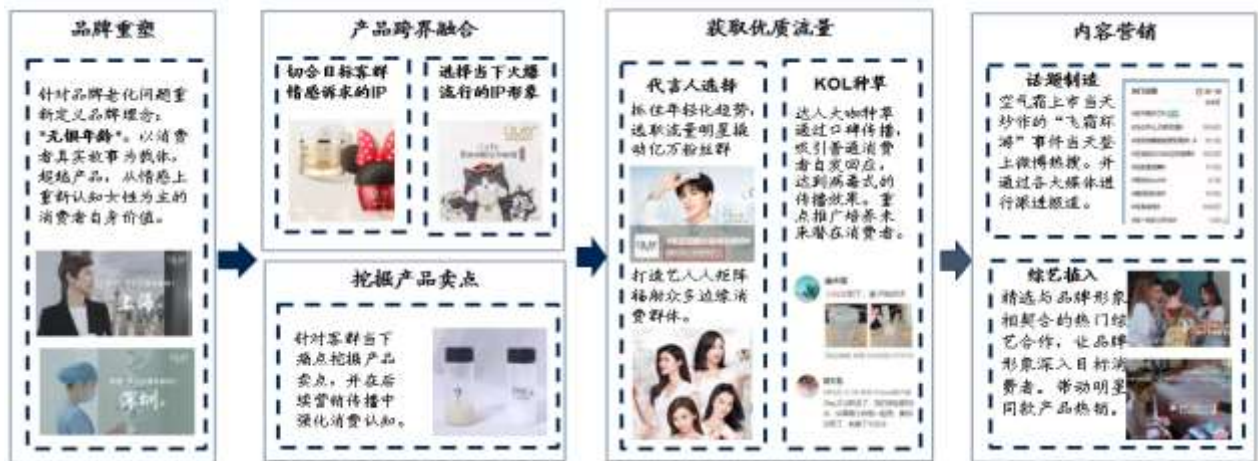 品牌重塑
针对品牌老化问题重
新定义品牌理念：
“无惧年龄”。以消费
者真实故事为载体，
超越产品，从情感上
重新认知女性为主的
消费者自身价值。
上海
深圳。
产品跨界融合
切合目标客群
情感诉求的IP
选择当下火爆
流行的IP形象
挖掘产品卖点
针对客群当下
痛点挖掘产品
卖点，并在后
续营销传播中
强化消费认知。
获取优质流量
代言人选择
抓住年轻化趋势，
选取流量明星撬
动亿万粉丝群
OLAY
打造艺人人矩阵
辐射众多边缘消
费群体。
KOL种草
达人大咖种草
通过口碑传播，
吸引普通消费
者自发回应，
达到病毒式的
传播效果。重
点推广培养未
来潜在消费者。
内容营销
话题制造
空气霜上市当天
炒作的“飞霜环
游”事件当天登
上微博热搜。并
通过各大媒体进
行渗透报道。
综艺植入
精选与品牌形象
相契合的热门综
艺合作，让品牌
形象深入目标消
费者。带动明星
同款产品热销。